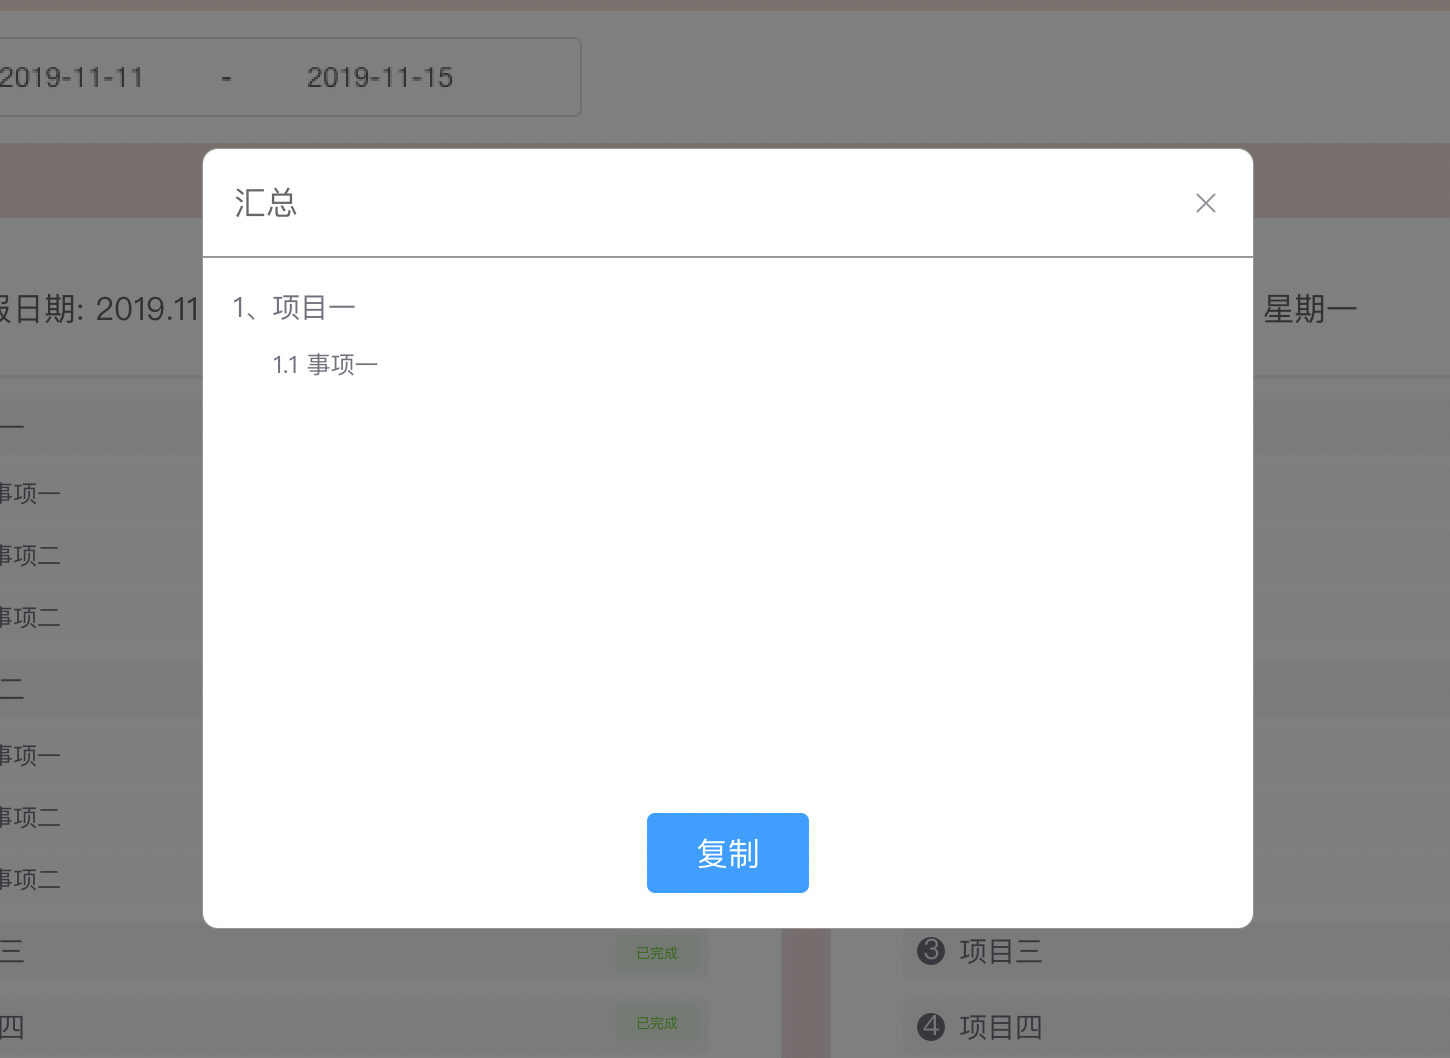 2019-11-11 - 2019-11-15
汇总
1、项目一
1.1 事项一
复制
报日期: 2019.11
星期一
一
事项一
事项二
事项二
二
事项一
事项二
事项二
三 已完成
四 已完成
3 项目三
4 项目四